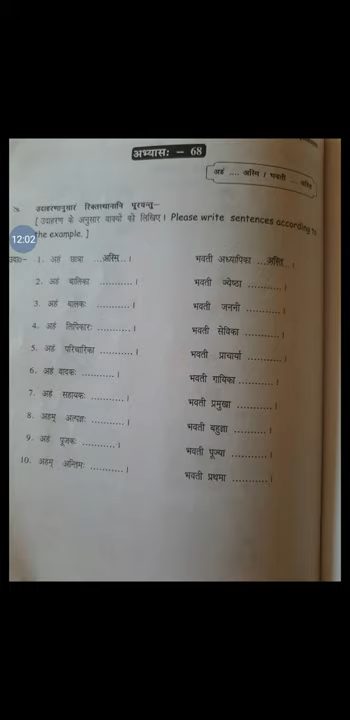 अभ्यासः - 68
अहं .... अस्मि । भवती .... अस्ति
उदाहरणानुसारं रिक्तस्थानानि पूरयन्तु-
[ उदाहरण के अनुसार वाक्यों को लिखिए। Please write sentences according to
12:02 the example. ]
उदा०- 1. अहं छात्रा ...अस्मि... । भवती अध्यापिका ...अस्ति... ।
2. अहं बालिका ........... । भवती ज्येष्ठा ........... ।
3. अहं बालकः ........... । भवती जननी ........... ।
4. अहं लिपिकारः ........... । भवती सेविका ........... ।
5. अहं परिचारिका ........... । भवती प्राचार्या ........... ।
6. अहं वादकः ........... । भवती गायिका ........... ।
7. अहं सहायकः ........... । भवती प्रमुखा ........... ।
8. अहम् अल्पज्ञः ........... । भवती बहुज्ञा ........... ।
9. अहं पूजकः ........... । भवती पूज्या ........... ।
10. अहम् अन्तिमः ........... । भवती प्रथमा ........... ।